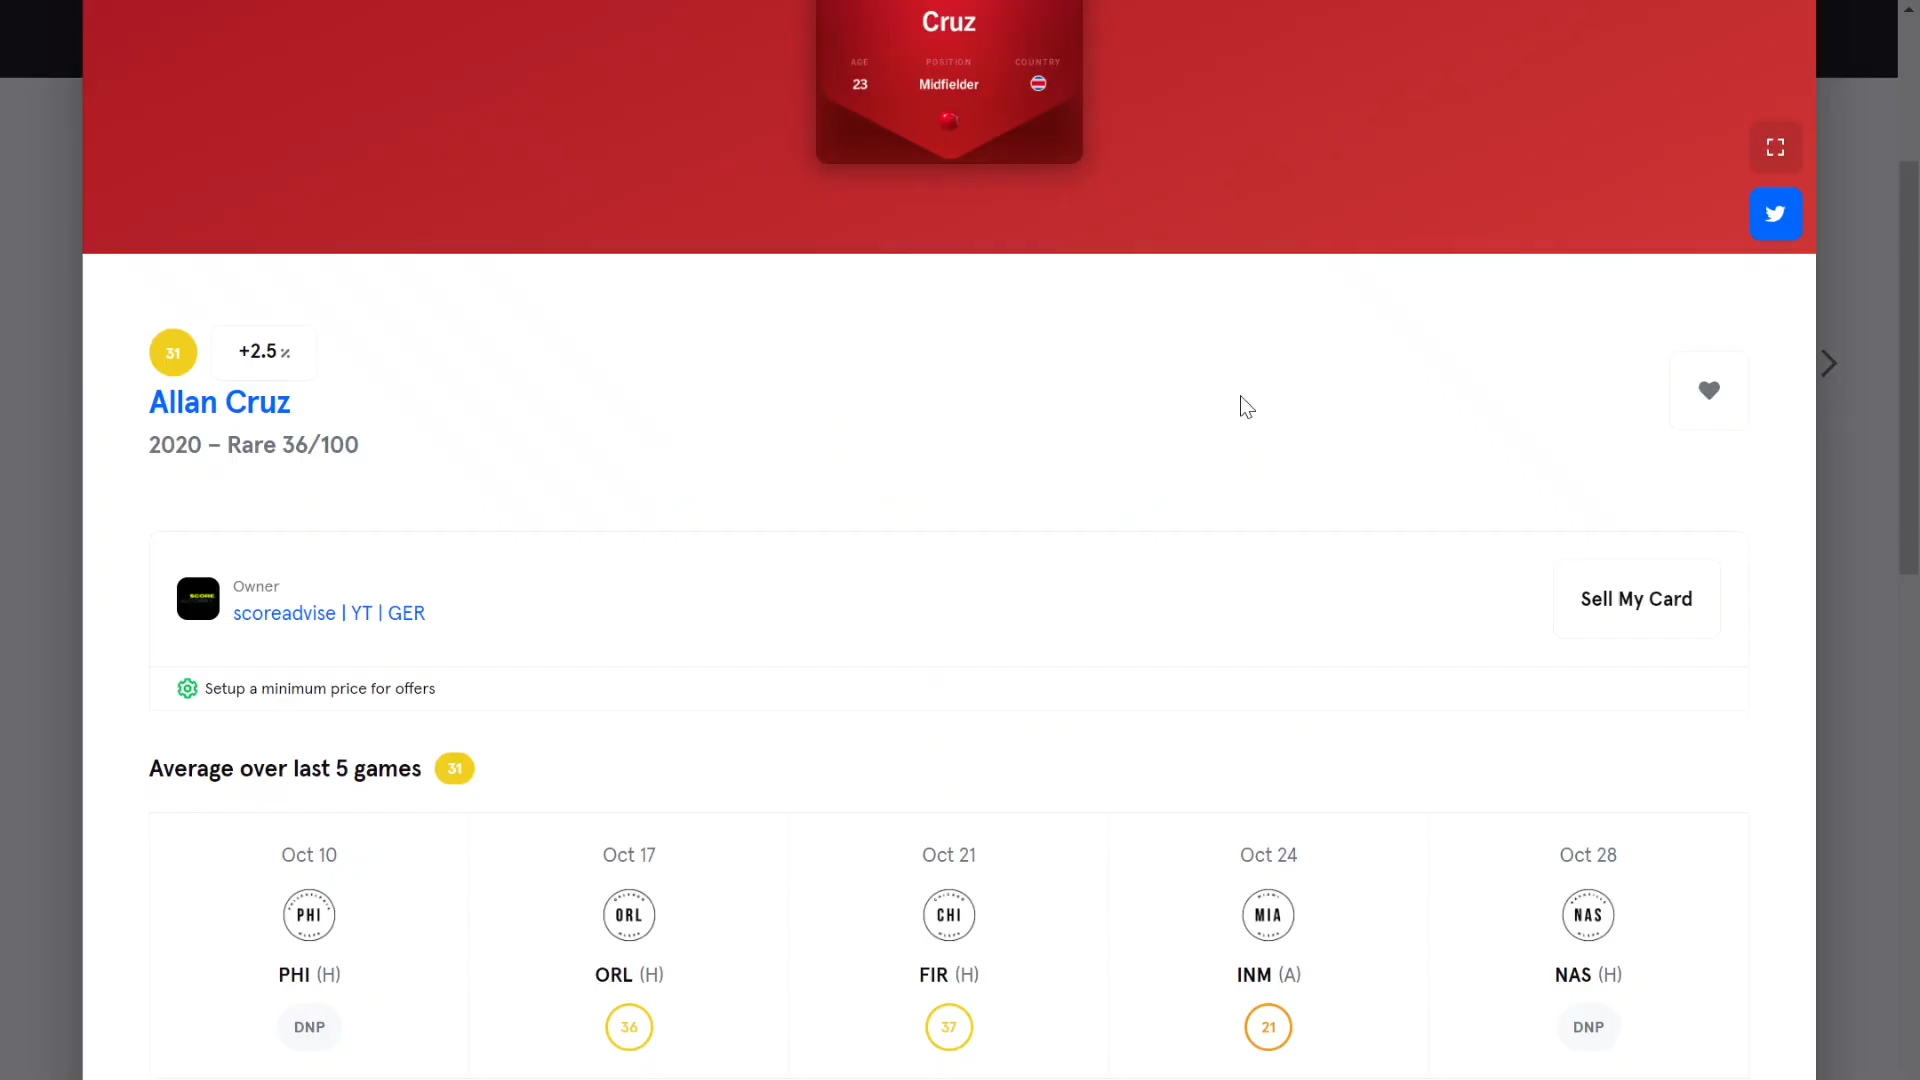 Cruz
AGE POSITION COUNTRY
23 Midfielder
31 +2.5 %
Allan Cruz
2020 – Rare 36/100
SCORE
Owner
scoreadvise | YT | GER
Sell My Card
Setup a minimum price for offers
Average over last 5 games 31
Oct 10 Oct 17 Oct 21 Oct 24 Oct 28
PHI ORL CHI MIA NAS
PHI (H) ORL (H) FIR (H) INM (A) NAS (H)
DNP 36 37 21 DNP